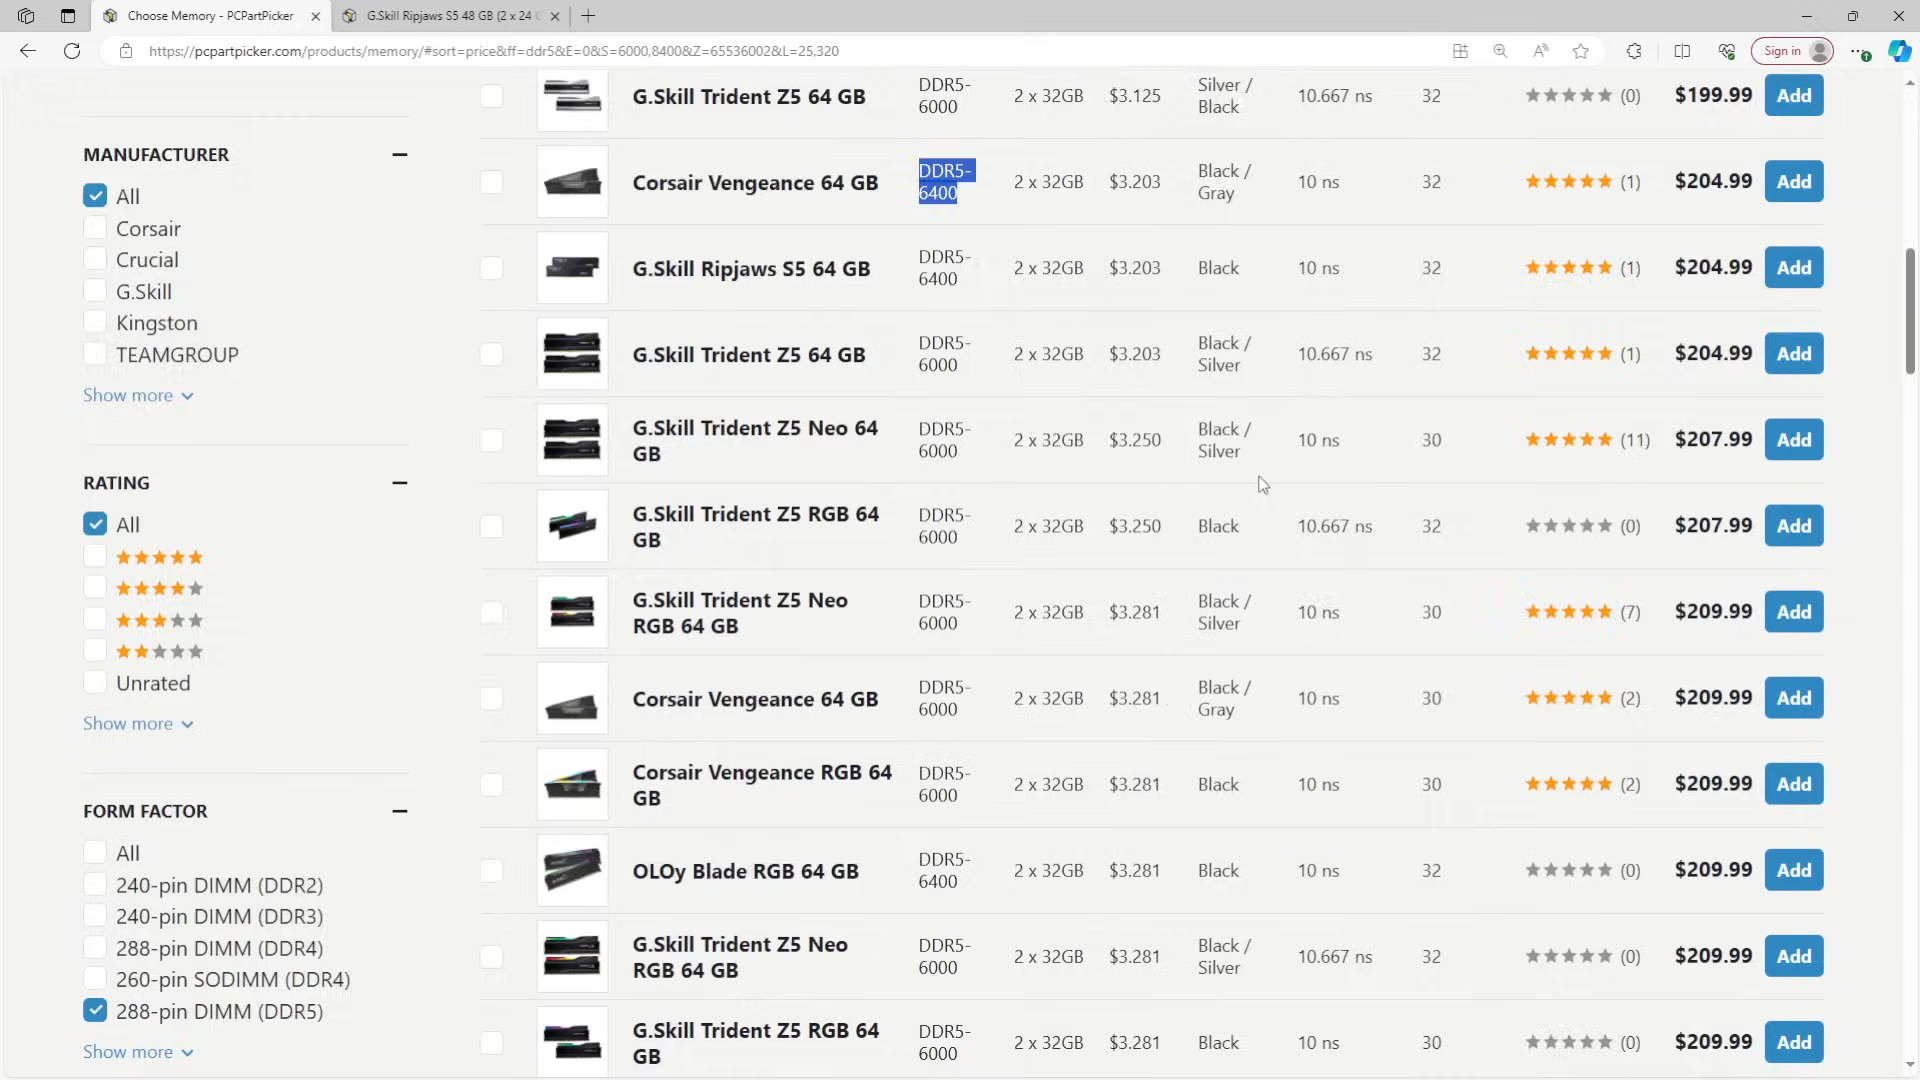 Choose Memory - PCPartPicker
G.Skill Ripjaws S5 48 GB (2 x 24
https://pcpartpicker.com/products/memory/#sort=price&ff=ddr5&E=0&S=6000,8400&Z=65536002&L=25,320
Sign in
MANUFACTURER
All
Corsair
Crucial
G.Skill
Kingston
TEAMGROUP
Show more
RATING
All
Unrated
Show more
FORM FACTOR
All
240-pin DIMM (DDR2)
240-pin DIMM (DDR3)
288-pin DIMM (DDR4)
260-pin SODIMM (DDR4)
288-pin DIMM (DDR5)
Show more
G.Skill Trident Z5 64 GB
DDR5-
6000
2 x 32GB
$3.125
Silver /
Black
10.667 ns
32
(0)
$199.99
Add
Corsair Vengeance 64 GB
DDR5-
6400
2 x 32GB
$3.203
Black /
Gray
10 ns
32
(1)
$204.99
Add
G.Skill Ripjaws S5 64 GB
DDR5-
6400
2 x 32GB
$3.203
Black
10 ns
32
(1)
$204.99
Add
G.Skill Trident Z5 64 GB
DDR5-
6000
2 x 32GB
$3.203
Black /
Silver
10.667 ns
32
(1)
$204.99
Add
G.Skill Trident Z5 Neo 64
GB
DDR5-
6000
2 x 32GB
$3.250
Black /
Silver
10 ns
30
(11)
$207.99
Add
G.Skill Trident Z5 RGB 64
GB
DDR5-
6000
2 x 32GB
$3.250
Black
10.667 ns
32
(0)
$207.99
Add
G.Skill Trident Z5 Neo
RGB 64 GB
DDR5-
6000
2 x 32GB
$3.281
Black /
Silver
10 ns
30
(7)
$209.99
Add
Corsair Vengeance 64 GB
DDR5-
6000
2 x 32GB
$3.281
Black /
Gray
10 ns
30
(2)
$209.99
Add
Corsair Vengeance RGB 64
GB
DDR5-
6000
2 x 32GB
$3.281
Black
10 ns
30
(2)
$209.99
Add
OLOy Blade RGB 64 GB
DDR5-
6400
2 x 32GB
$3.281
Black
10 ns
32
(0)
$209.99
Add
G.Skill Trident Z5 Neo
RGB 64 GB
DDR5-
6000
2 x 32GB
$3.281
Black /
Silver
10.667 ns
32
(0)
$209.99
Add
G.Skill Trident Z5 RGB 64
GB
DDR5-
6000
2 x 32GB
$3.281
Black
10 ns
30
(0)
$209.99
Add